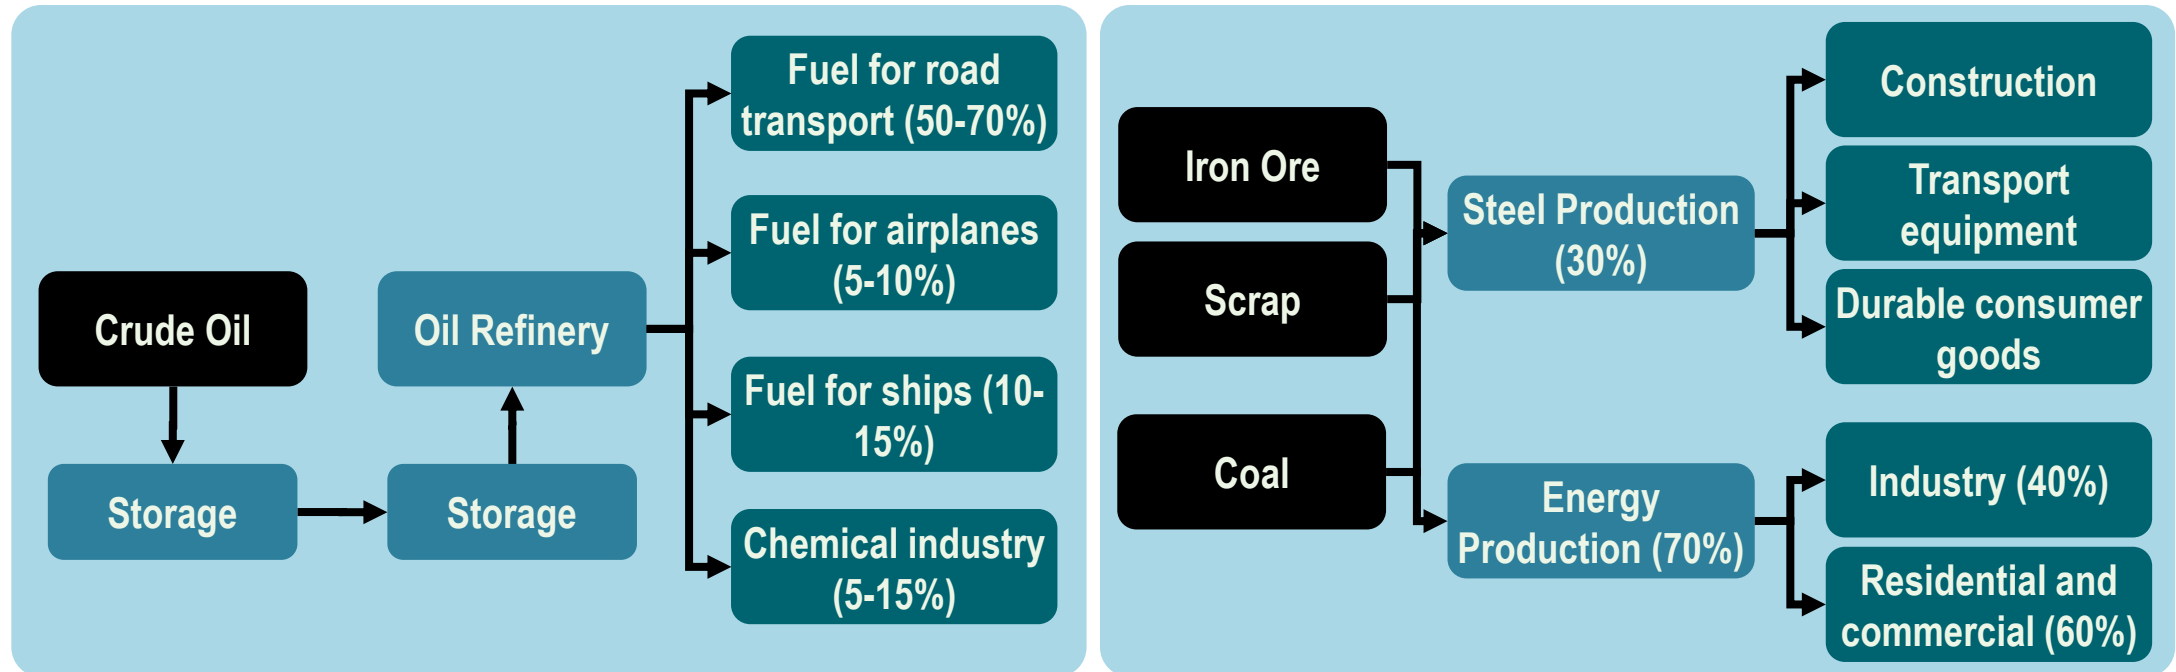 Crude Oil
Storage
Storage
Oil Refinery
Fuel for road
transport (50-70%)
Fuel for airplanes
(5-10%)
Fuel for ships (10-
15%)
Chemical industry
(5-15%)
Iron Ore
Scrap
Coal
Steel Production
(30%)
Energy
Production (70%)
Construction
Transport
equipment
Durable consumer
goods
Industry (40%)
Residential and
commercial (60%)